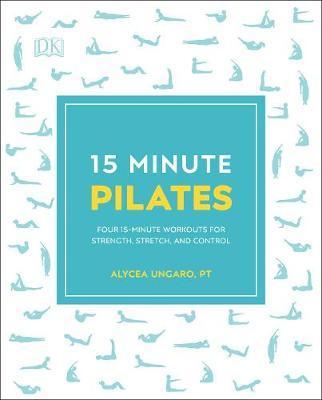 DK
15 MINUTE
PILATES
FOUR 15-MINUTE WORKOUTS FOR
STRENGTH, STRETCH, AND CONTROL
ALYCEA UNGARO, PT